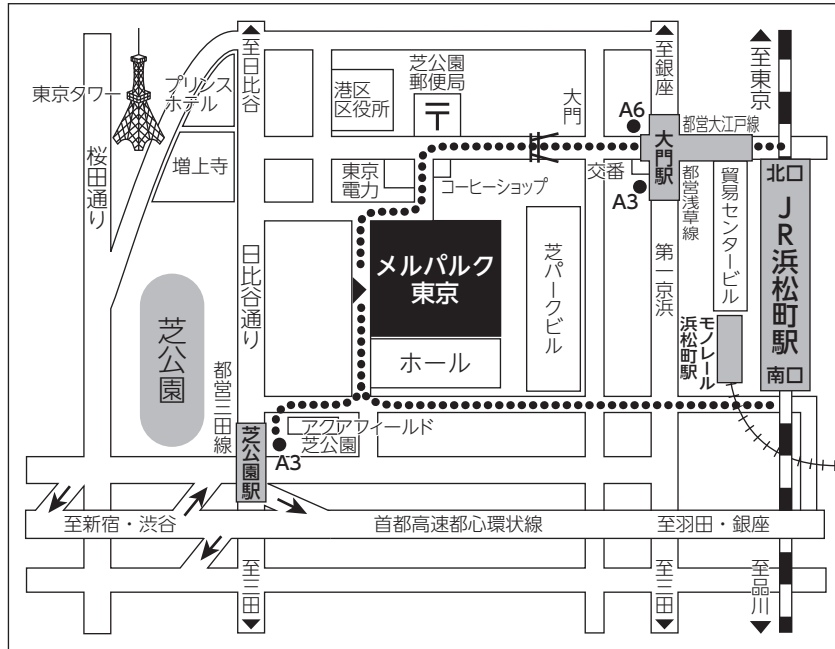 至日比谷
至銀座
至東京
東京タワー
プリンス
ホテル
港区
区役所
芝公園
郵便局
〒
大門
A6
都営大江戸線
桜田通り
増上寺
東京
電力
コーヒーショップ
交番
A3
大門駅
都営浅草線
貿易センタービル
北口
JR浜松町駅
南口
日比谷通り
メルパルク
東京
芝パークビル
第一京浜
芝公園
ホール
モノレール
浜松町駅
都営三田線
アクアフィールド
芝公園
芝公園駅
A3
至新宿・渋谷
首都高速都心環状線
至羽田・銀座
至三田
至三田
至品川